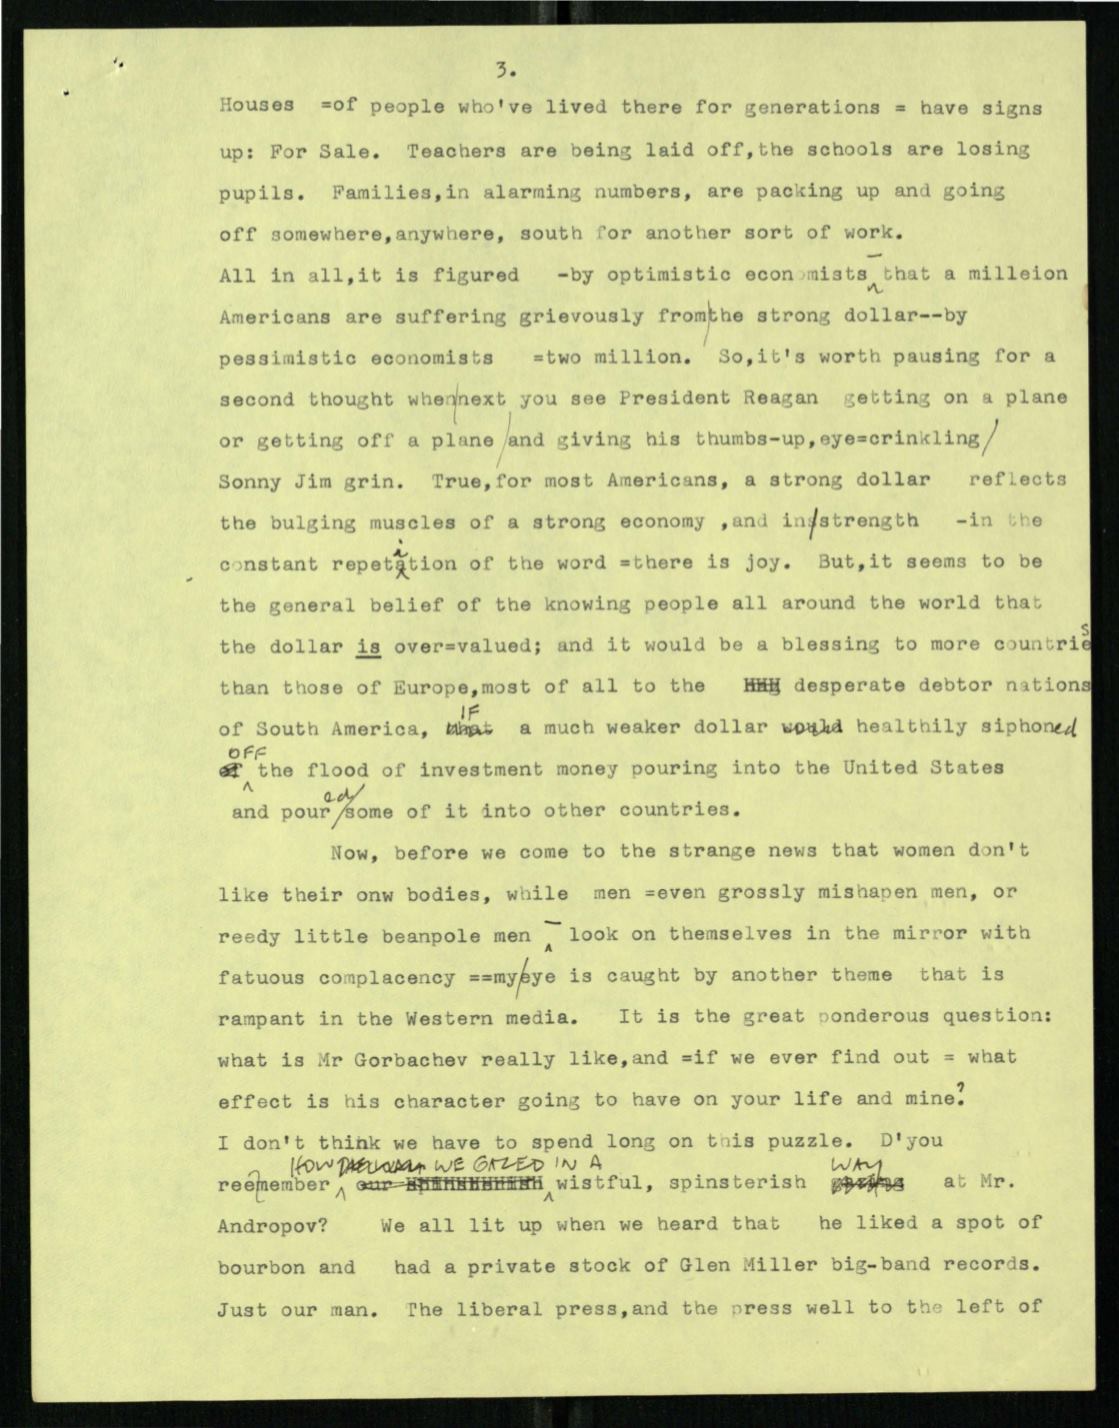 3.
Houses =of people who've lived there for generations = have signs
up: For Sale. Teachers are being laid off,the schools are losing
pupils. Families,in alarming numbers, are packing up and going
off somewhere,anywhere, south for another sort of work.
All in all,it is figured -by optimistic economists - that a milleion
Americans are suffering grievously from/the strong dollar--by
pessimistic economists =two million. So,it's worth pausing for a
second thought when/next you see President Reagan getting on a plane
or getting off a plane/and giving his thumbs-up,eye=crinkling/
Sonny Jim grin. True,for most Americans, a strong dollar reflects
the bulging muscles of a strong economy ,and in/strength -in the
constant repetition of the word =there is joy. But,it seems to be
the general belief of the knowing people all around the world that
the dollar is over=valued; and it would be a blessing to more countries
than those of Europe,most of all to the desperate debtor nations
of South America, IF a much weaker dollar healthily siphoned
OFF the flood of investment money pouring into the United States
and poured/some of it into other countries.
Now, before we come to the strange news that women don't
like their onw bodies, while men =even grossly mishapen men, or
reedy little beanpole men - look on themselves in the mirror with
fatuous complacency ==my/eye is caught by another theme that is
rampant in the Western media. It is the great ponderous question:
what is Mr Gorbachev really like,and =if we ever find out = what
effect is his character going to have on your life and mine?
I don't think we have to spend long on this puzzle. D'you
reemember HOW WE GAZED IN A wistful, spinsterish WAY at Mr.
Andropov? We all lit up when we heard that he liked a spot of
bourbon and had a private stock of Glen Miller big-band records.
Just our man. The liberal press,and the press well to the left of